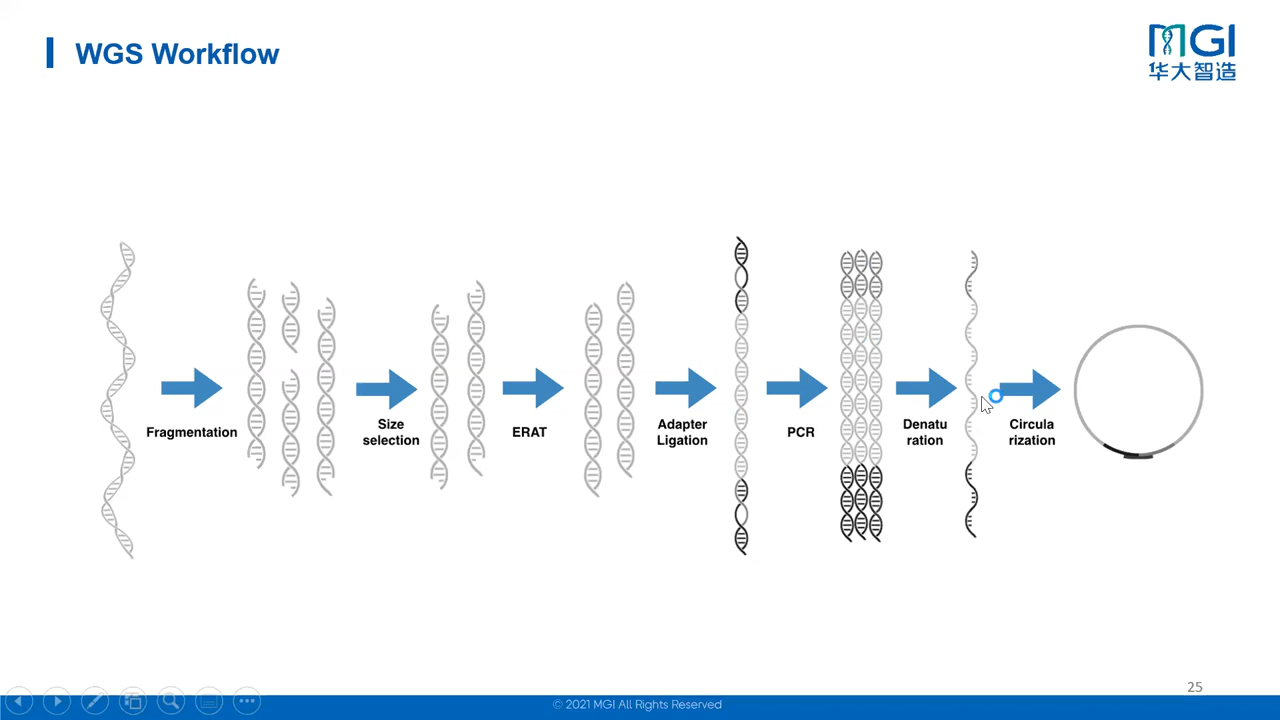 WGS Workflow
MGI
华大智造
Fragmentation
Size
selection
ERAT
Adapter
Ligation
PCR
Denatu
ration
Circula
rization
25
© 2021 MGI All Rights Reserved